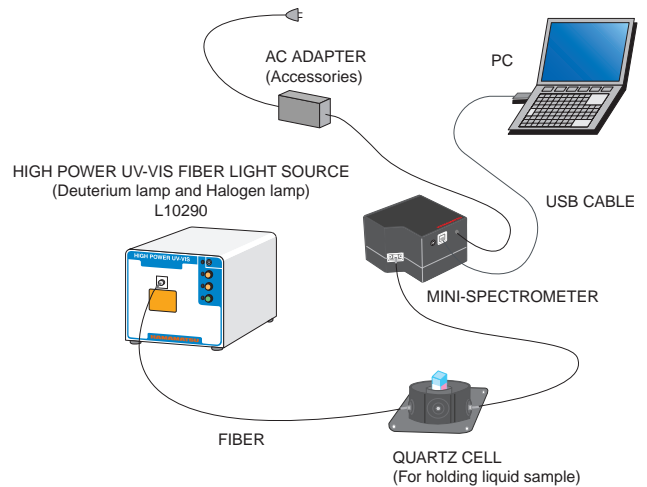 AC ADAPTER
(Accessories)
PC
HIGH POWER UV-VIS FIBER LIGHT SOURCE
(Deuterium lamp and Halogen lamp)
L10290
USB CABLE
HIGH POWER UV-VIS
MINI-SPECTROMETER
FIBER
QUARTZ CELL
(For holding liquid sample)